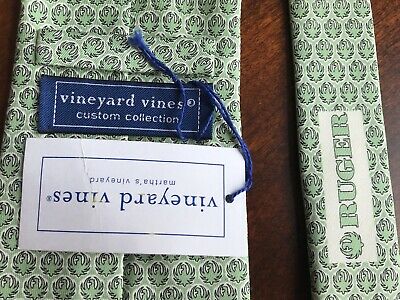 vineyard vines®
custom collection
vineyard vines®
martha's vineyard
RUGER